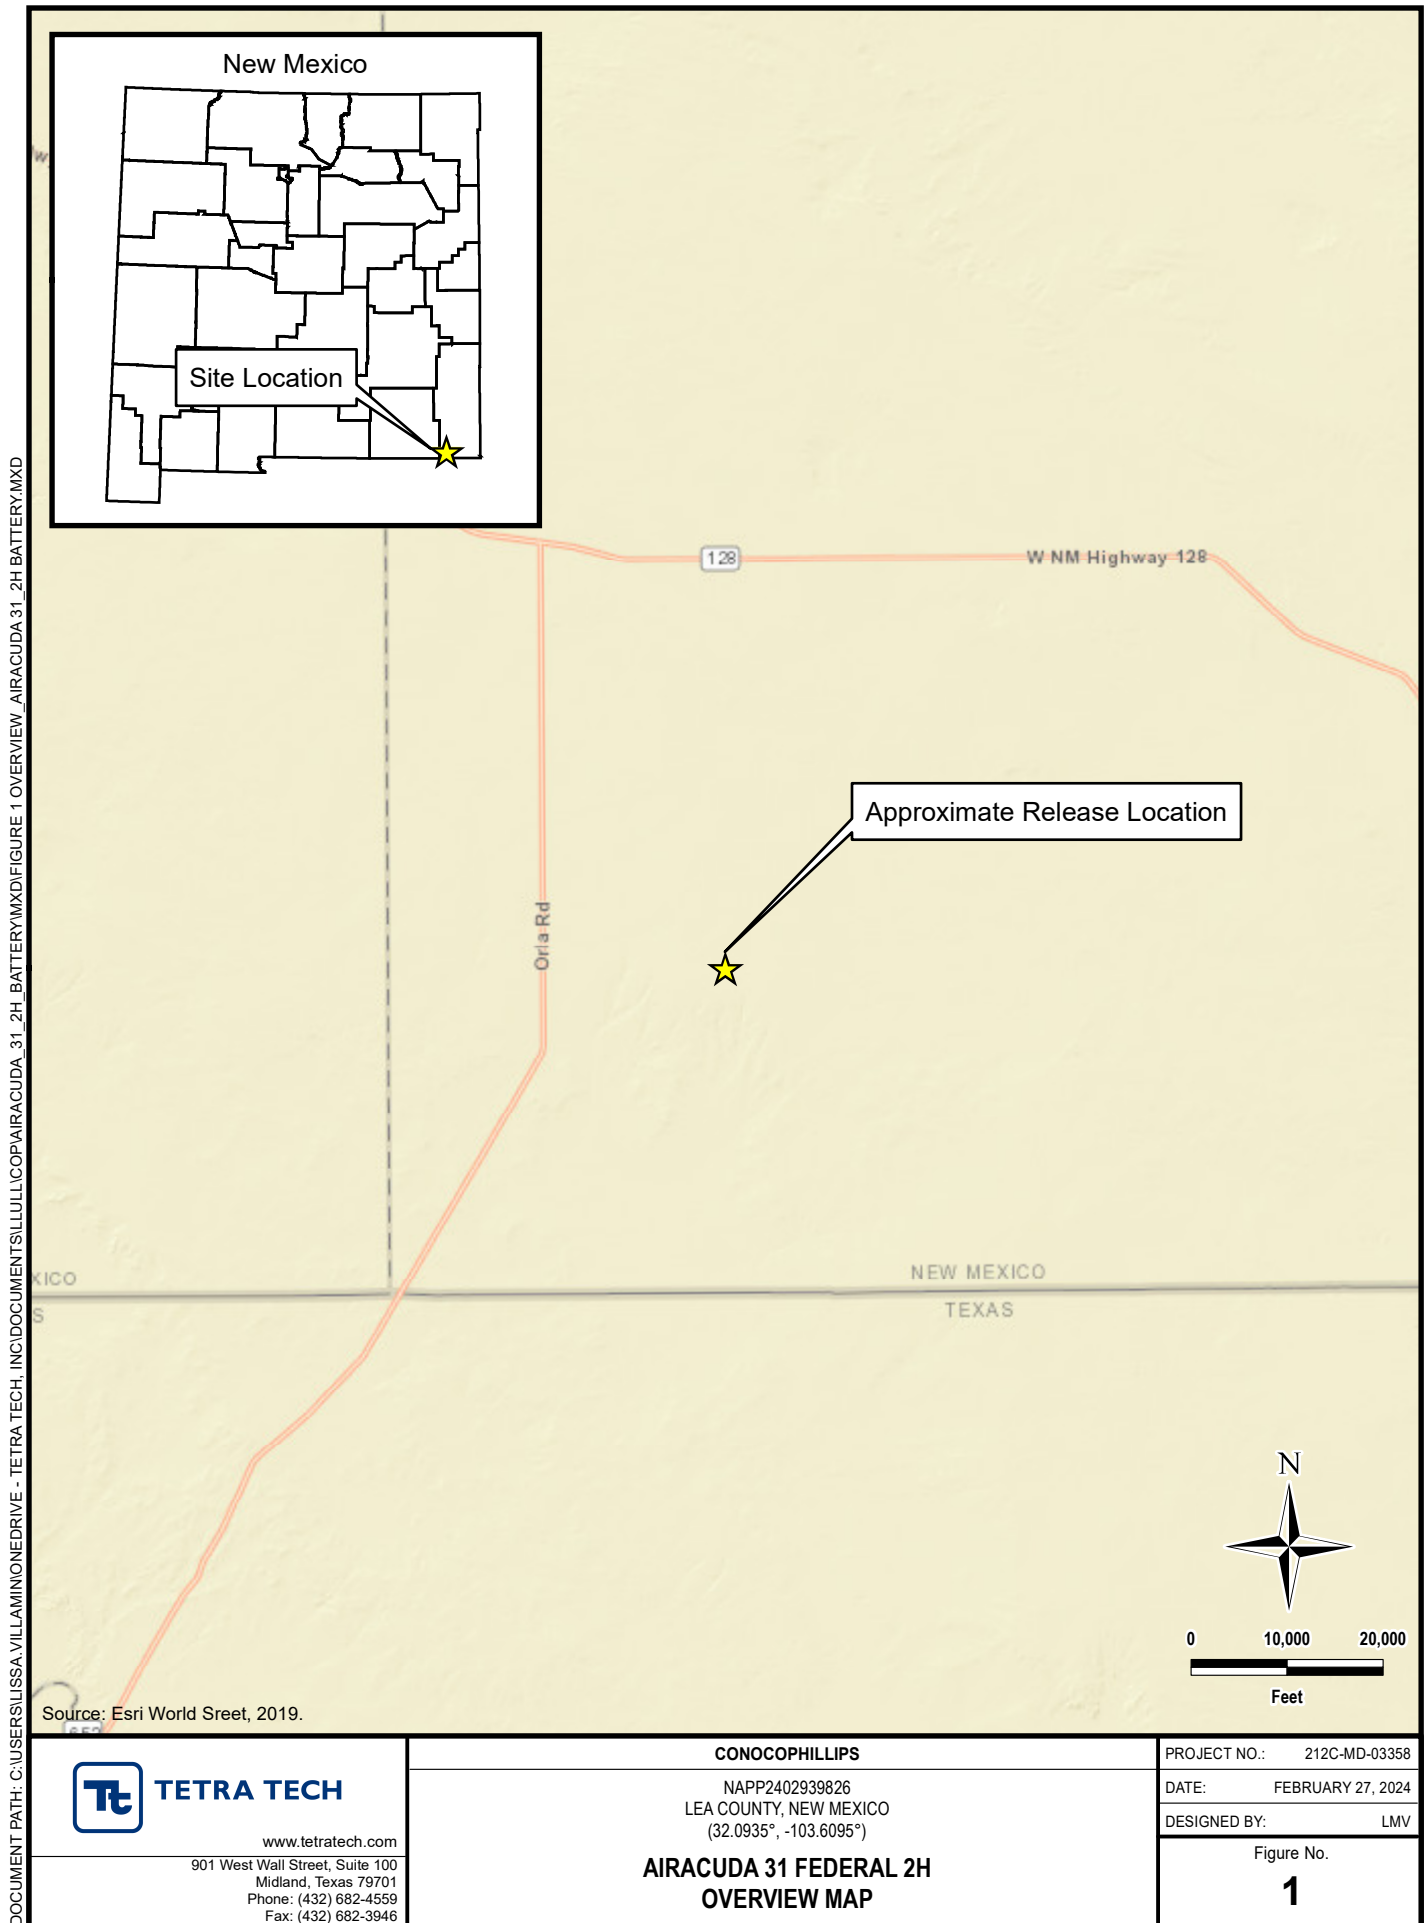 New Mexico
Site Location
128
W NM Highway 128
Approximate Release Location
Orla Rd
XICO
NEW MEXICO
S
TEXAS
N
0 10,000 20,000
Feet
Source: Esri World Sreet, 2019.
DOCUMENT PATH: C:\USERS\LISSA.VILLAMIN\ONEDRIVE - TETRA TECH, INC\DOCUMENTS\LLULL\COP\AIRACUDA_31_2H_BATTERY\MXD\FIGURE 1 OVERVIEW_AIRACUDA 31_2H BATTERY.MXD
Tt TETRA TECH
www.tetratech.com
901 West Wall Street, Suite 100
Midland, Texas 79701
Phone: (432) 682-4559
Fax: (432) 682-3946
CONOCOPHILLIPS
NAPP2402939826
LEA COUNTY, NEW MEXICO
(32.0935°, -103.6095°)
AIRACUDA 31 FEDERAL 2H
OVERVIEW MAP
PROJECT NO.: 212C-MD-03358
DATE: FEBRUARY 27, 2024
DESIGNED BY: LMV
Figure No.
1